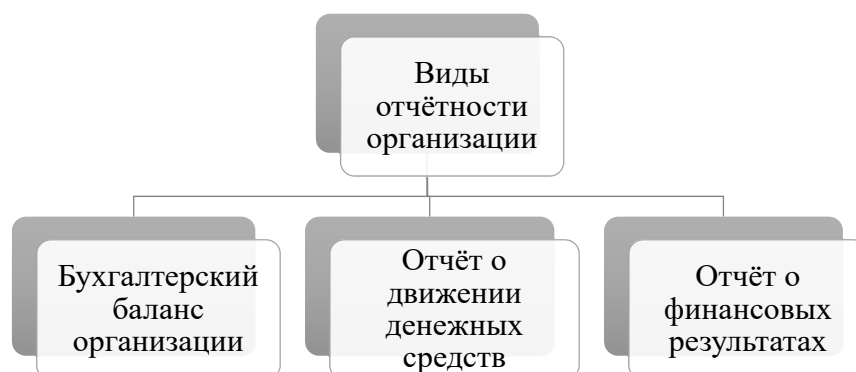 Виды
отчётности
организации
Бухгалтерский
баланс
организации
Отчёт о
движении
денежных
средств
Отчёт о
финансовых
результатах